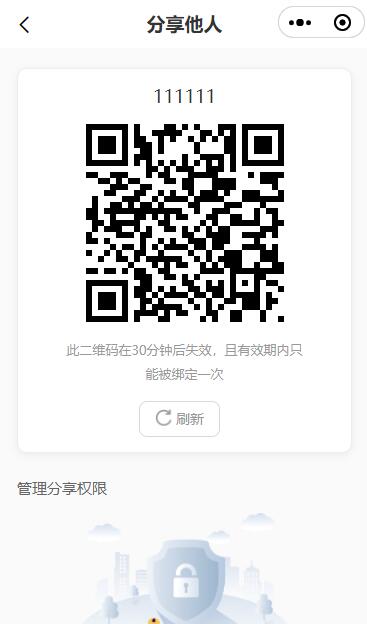 分享他人
111111
此二维码在30分钟后失效，且有效期内只
能被绑定一次
刷新
管理分享权限